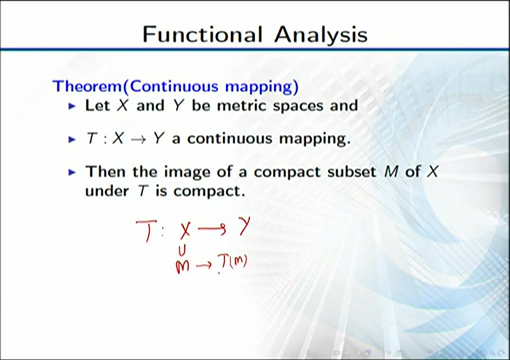 Functional Analysis
Theorem(Continuous mapping)
▶ Let X and Y be metric spaces and
▶ T : X → Y a continuous mapping.
▶ Then the image of a compact subset M of X
under T is compact.
T : X → Y
∪
M → T(M)